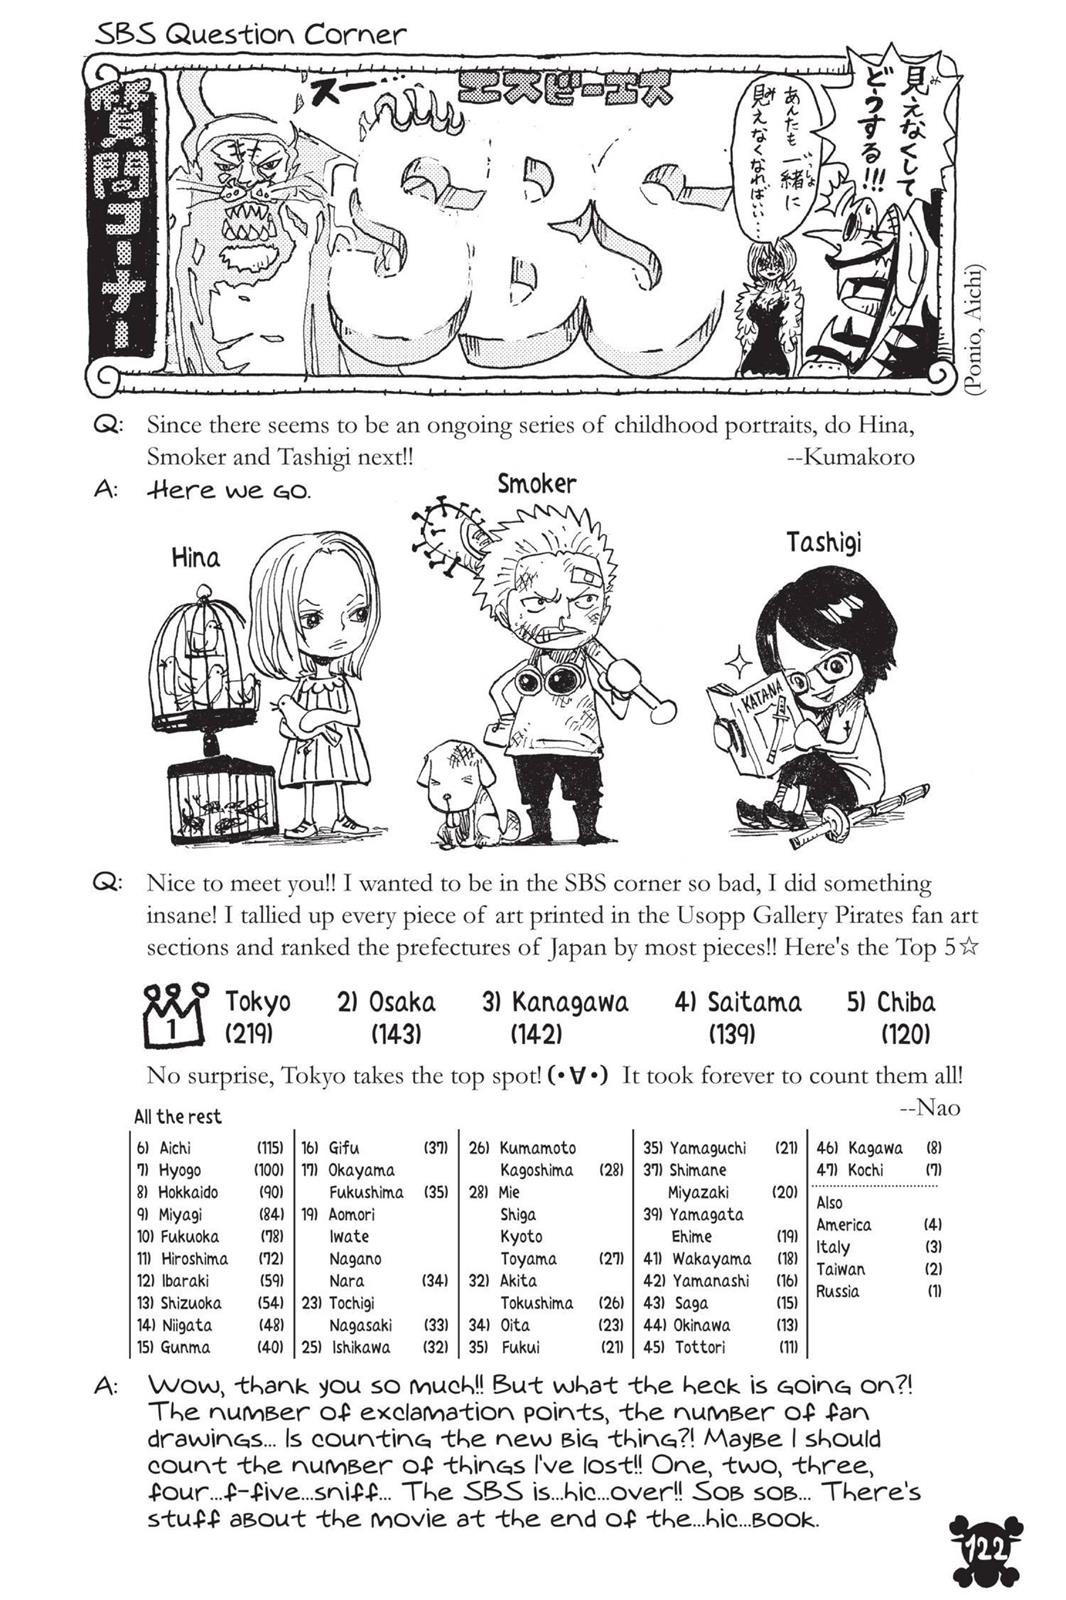 SBS Question Corner
質問コーナー
スー…
エスビーエス
SBS
あんたも一緒に見えなくなればいい…
いっしょ
み
見えなくしてどうする!!!
み
(Ponio, Aichi)
Q: Since there seems to be an ongoing series of childhood portraits, do Hina,
Smoker and Tashigi next!! --Kumakoro
A: Here we go.
Hina
Smoker
Tashigi
KATANA
Q: Nice to meet you!! I wanted to be in the SBS corner so bad, I did something
insane! I tallied up every piece of art printed in the Usopp Gallery Pirates fan art
sections and ranked the prefectures of Japan by most pieces!! Here's the Top 5☆
1 Tokyo 2) Osaka 3) Kanagawa 4) Saitama 5) Chiba
(219) (143) (142) (139) (120)
No surprise, Tokyo takes the top spot! (•∀•) It took forever to count them all!
--Nao
All the rest
6) Aichi (115)
7) Hyogo (100)
8) Hokkaido (90)
9) Miyagi (84)
10) Fukuoka (78)
11) Hiroshima (72)
12) Ibaraki (59)
13) Shizuoka (54)
14) Niigata (48)
15) Gunma (40)
16) Gifu (37)
17) Okayama
Fukushima (35)
19) Aomori
Iwate
Nagano
Nara (34)
23) Tochigi
Nagasaki (33)
25) Ishikawa (32)
26) Kumamoto
Kagoshima (28)
28) Mie
Shiga
Kyoto
Toyama (27)
32) Akita
Tokushima (26)
34) Oita (23)
35) Fukui (21)
35) Yamaguchi (21)
37) Shimane
Miyazaki (20)
39) Yamagata
Ehime (19)
41) Wakayama (18)
42) Yamanashi (16)
43) Saga (15)
44) Okinawa (13)
45) Tottori (11)
46) Kagawa (8)
47) Kochi (7)
Also
America (4)
Italy (3)
Taiwan (2)
Russia (1)
A: Wow, thank you so much!! But what the heck is going on?!
The number of exclamation points, the number of fan
drawings... Is counting the new big thing?! Maybe I should
count the number of things I've lost!! One, two, three,
four...f-five...sniff... The SBS is...hic...over!! Sob sob... There's
stuff about the movie at the end of the...hic...book.
122